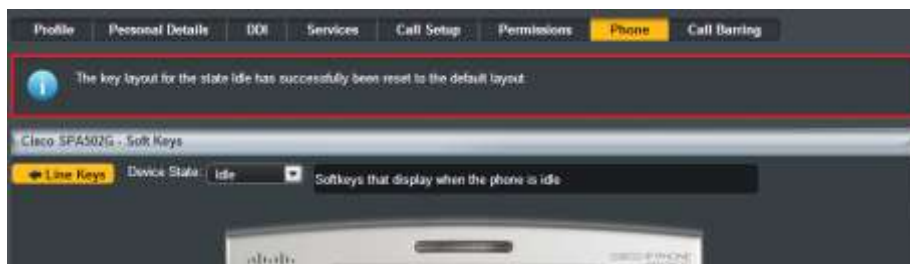 Profile Personal Details DDI Services Call Setup Permissions Phone Call Barring
The key layout for the state Idle has successfully been reset to the default layout
Cisco SPA502G - Soft Keys
Line Keys Device State: Idle Softkeys that display when the phone is idle